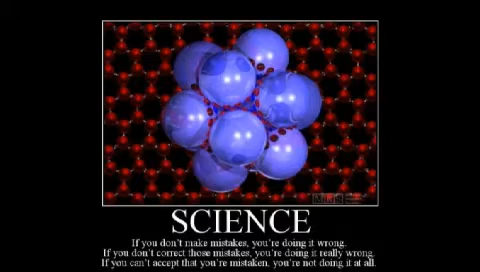 SCIENCE
If you don't make mistakes, you're doing it wrong.
If you don't correct those mistakes, you're doing it really wrong.
If you can't accept that you're mistaken, you're not doing it at all.